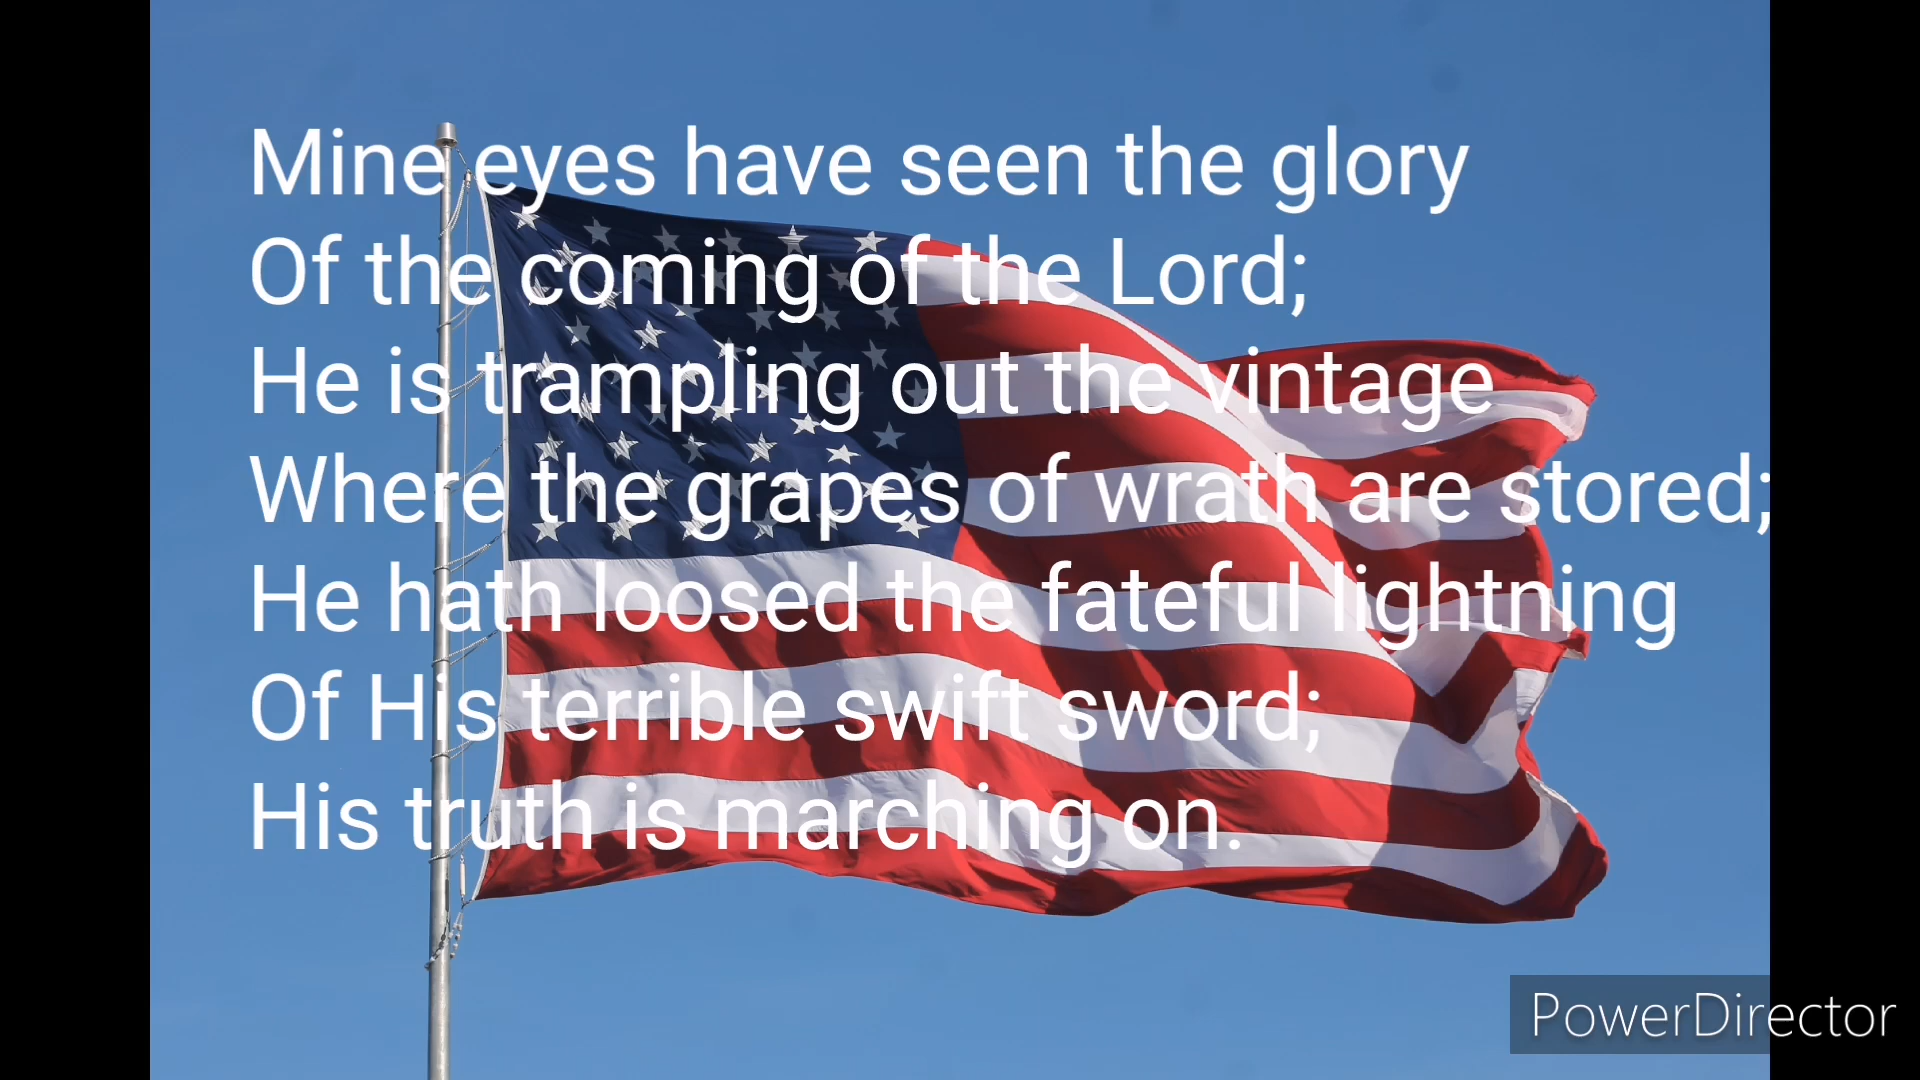 Mine eyes have seen the glory
Of the coming of the Lord;
He is trampling out the vintage
Where the grapes of wrath are stored;
He hath loosed the fateful lightning
Of His terrible swift sword;
His truth is marching on.
PowerDirector